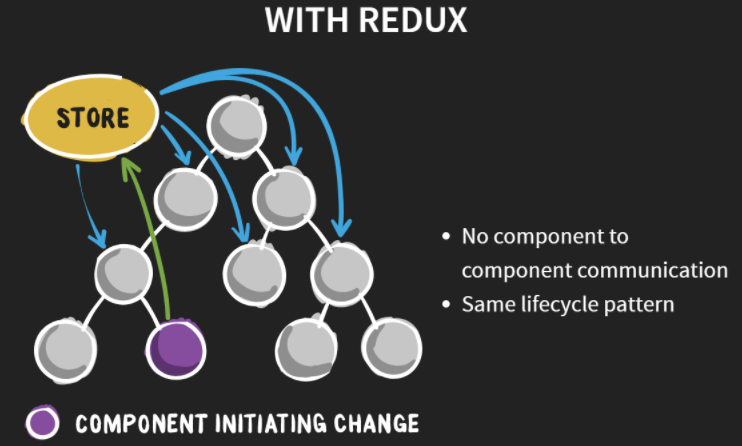 WITH REDUX
STORE
• No component to
component communication
• Same lifecycle pattern
COMPONENT INITIATING CHANGE